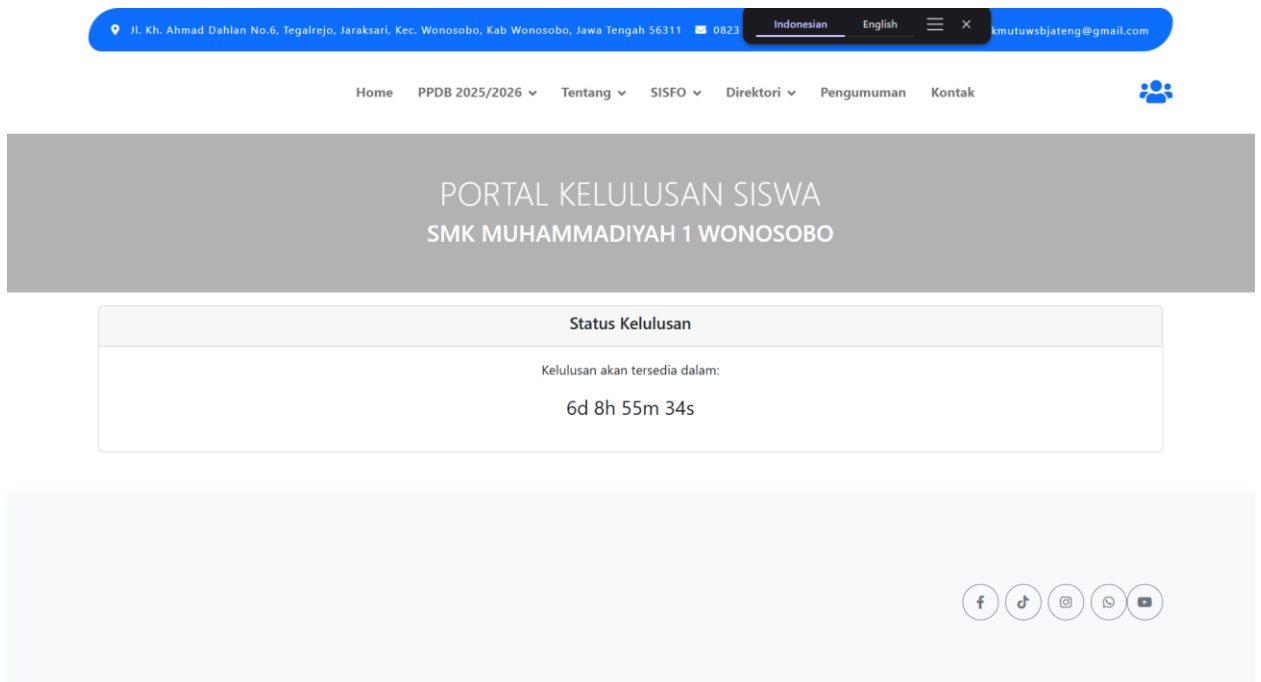 Jl. Kh. Ahmad Dahlan No.6, Tegalrejo, Jaraksari, Kec. Wonosobo, Kab Wonosobo, Jawa Tengah 56311 0823
Indonesian English
kmutuwsbjateng@gmail.com
Home PPDB 2025/2026 Tentang SISFO Direktori Pengumuman Kontak
PORTAL KELULUSAN SISWA
SMK MUHAMMADIYAH 1 WONOSOBO
Status Kelulusan
Kelulusan akan tersedia dalam:
6d 8h 55m 34s